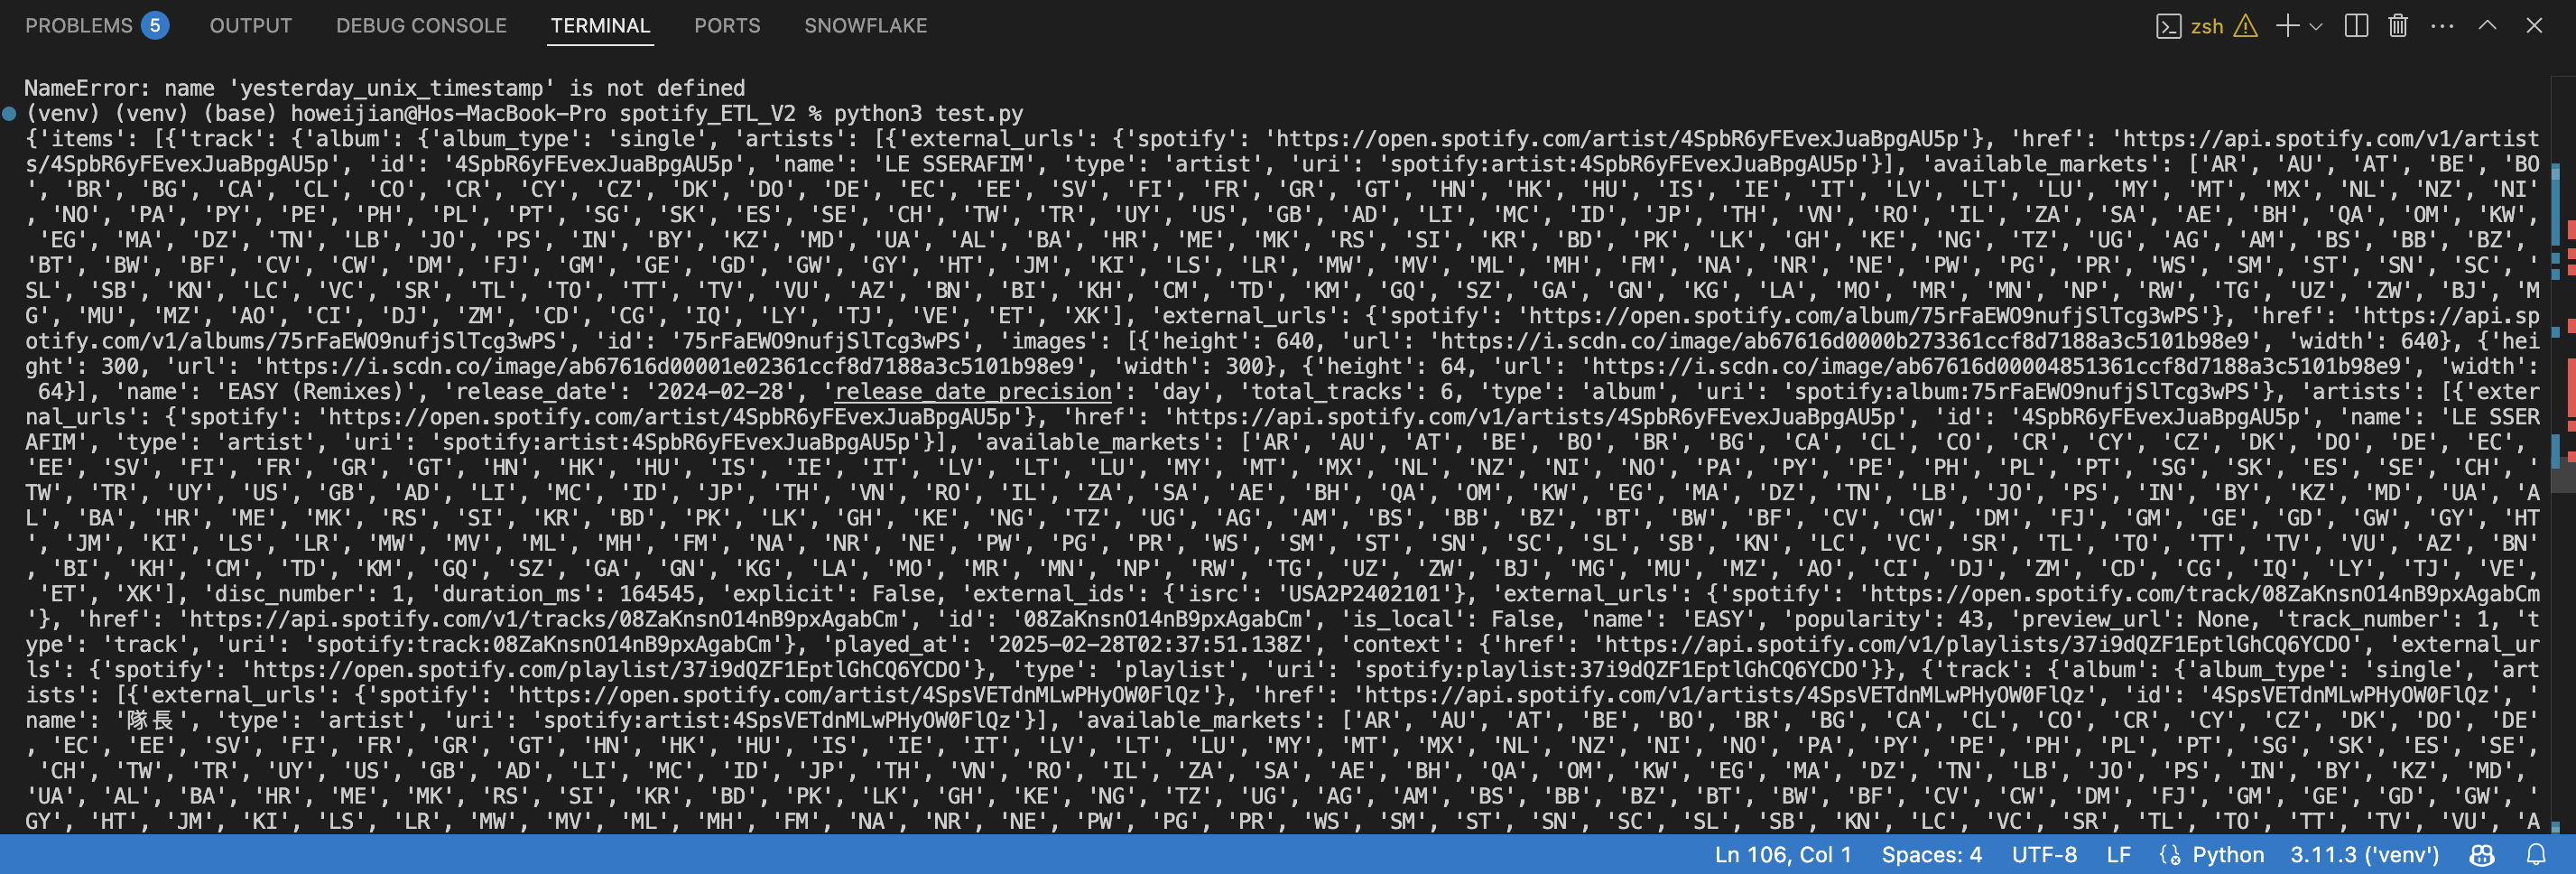 PROBLEMS 5 OUTPUT DEBUG CONSOLE TERMINAL PORTS SNOWFLAKE zsh
NameError: name 'yesterday_unix_timestamp' is not defined
(venv) (venv) (base) howeijian@Hos-MacBook-Pro spotify_ETL_V2 % python3 test.py
{'items': [{'track': {'album': {'album_type': 'single', 'artists': [{'external_urls': {'spotify': 'https://open.spotify.com/artist/4SpbR6yFEvexJuaBpgAU5p'}, 'href': 'https://api.spotify.com/v1/artist
s/4SpbR6yFEvexJuaBpgAU5p', 'id': '4SpbR6yFEvexJuaBpgAU5p', 'name': 'LE SSERAFIM', 'type': 'artist', 'uri': 'spotify:artist:4SpbR6yFEvexJuaBpgAU5p'}], 'available_markets': ['AR', 'AU', 'AT', 'BE', 'BO'
, 'BR', 'BG', 'CA', 'CL', 'CO', 'CR', 'CY', 'CZ', 'DK', 'DO', 'DE', 'EC', 'EE', 'SV', 'FI', 'FR', 'GR', 'GT', 'HN', 'HK', 'HU', 'IS', 'IE', 'IT', 'LV', 'LT', 'LU', 'MY', 'MT', 'MX', 'NL', 'NZ', 'NI'
, 'NO', 'PA', 'PY', 'PE', 'PH', 'PL', 'PT', 'SG', 'SK', 'ES', 'SE', 'CH', 'TW', 'TR', 'UY', 'US', 'GB', 'AD', 'LI', 'MC', 'ID', 'JP', 'TH', 'VN', 'RO', 'IL', 'ZA', 'SA', 'AE', 'BH', 'QA', 'OM', 'KW',
'EG', 'MA', 'DZ', 'TN', 'LB', 'JO', 'PS', 'IN', 'BY', 'KZ', 'MD', 'UA', 'AL', 'BA', 'HR', 'ME', 'MK', 'RS', 'SI', 'KR', 'BD', 'PK', 'LK', 'GH', 'KE', 'NG', 'TZ', 'UG', 'AG', 'AM', 'BS', 'BB', 'BZ',
'BT', 'BW', 'BF', 'CV', 'CW', 'DM', 'FJ', 'GM', 'GE', 'GD', 'GW', 'GY', 'HT', 'JM', 'KI', 'LS', 'LR', 'MW', 'MV', 'ML', 'MH', 'FM', 'NA', 'NR', 'NE', 'PW', 'PG', 'PR', 'WS', 'SM', 'ST', 'SN', 'SC', '
SL', 'SB', 'KN', 'LC', 'VC', 'SR', 'TL', 'TO', 'TT', 'TV', 'VU', 'AZ', 'BN', 'BI', 'KH', 'CM', 'TD', 'KM', 'GQ', 'SZ', 'GA', 'GN', 'KG', 'LA', 'MO', 'MR', 'MN', 'NP', 'RW', 'TG', 'UZ', 'ZW', 'BJ', 'M
G', 'MU', 'MZ', 'AO', 'CI', 'DJ', 'ZM', 'CD', 'CG', 'IQ', 'LY', 'TJ', 'VE', 'ET', 'XK'], 'external_urls': {'spotify': 'https://open.spotify.com/album/75rFaEWO9nufjSlTcg3wPS'}, 'href': 'https://api.sp
otify.com/v1/albums/75rFaEWO9nufjSlTcg3wPS', 'id': '75rFaEWO9nufjSlTcg3wPS', 'images': [{'height': 640, 'url': 'https://i.scdn.co/image/ab67616d0000b273361ccf8d7188a3c5101b98e9', 'width': 640}, {'hei
ght': 300, 'url': 'https://i.scdn.co/image/ab67616d00001e02361ccf8d7188a3c5101b98e9', 'width': 300}, {'height': 64, 'url': 'https://i.scdn.co/image/ab67616d00004851361ccf8d7188a3c5101b98e9', 'width':
64}], 'name': 'EASY (Remixes)', 'release_date': '2024-02-28', 'release_date_precision': 'day', 'total_tracks': 6, 'type': 'album', 'uri': 'spotify:album:75rFaEWO9nufjSlTcg3wPS'}, 'artists': [{'exter
nal_urls': {'spotify': 'https://open.spotify.com/artist/4SpbR6yFEvexJuaBpgAU5p'}, 'href': 'https://api.spotify.com/v1/artists/4SpbR6yFEvexJuaBpgAU5p', 'id': '4SpbR6yFEvexJuaBpgAU5p', 'name': 'LE SSER
AFIM', 'type': 'artist', 'uri': 'spotify:artist:4SpbR6yFEvexJuaBpgAU5p'}], 'available_markets': ['AR', 'AU', 'AT', 'BE', 'BO', 'BR', 'BG', 'CA', 'CL', 'CO', 'CR', 'CY', 'CZ', 'DK', 'DO', 'DE', 'EC',
'EE', 'SV', 'FI', 'FR', 'GR', 'GT', 'HN', 'HK', 'HU', 'IS', 'IE', 'IT', 'LV', 'LT', 'LU', 'MY', 'MT', 'MX', 'NL', 'NZ', 'NI', 'NO', 'PA', 'PY', 'PE', 'PH', 'PL', 'PT', 'SG', 'SK', 'ES', 'SE', 'CH', '
TW', 'TR', 'UY', 'US', 'GB', 'AD', 'LI', 'MC', 'ID', 'JP', 'TH', 'VN', 'RO', 'IL', 'ZA', 'SA', 'AE', 'BH', 'QA', 'OM', 'KW', 'EG', 'MA', 'DZ', 'TN', 'LB', 'JO', 'PS', 'IN', 'BY', 'KZ', 'MD', 'UA', 'A
L', 'BA', 'HR', 'ME', 'MK', 'RS', 'SI', 'KR', 'BD', 'PK', 'LK', 'GH', 'KE', 'NG', 'TZ', 'UG', 'AG', 'AM', 'BS', 'BB', 'BZ', 'BT', 'BW', 'BF', 'CV', 'CW', 'DM', 'FJ', 'GM', 'GE', 'GD', 'GW', 'GY', 'HT
', 'JM', 'KI', 'LS', 'LR', 'MW', 'MV', 'ML', 'MH', 'FM', 'NA', 'NR', 'NE', 'PW', 'PG', 'PR', 'WS', 'SM', 'ST', 'SN', 'SC', 'SL', 'SB', 'KN', 'LC', 'VC', 'SR', 'TL', 'TO', 'TT', 'TV', 'VU', 'AZ', 'BN'
, 'BI', 'KH', 'CM', 'TD', 'KM', 'GQ', 'SZ', 'GA', 'GN', 'KG', 'LA', 'MO', 'MR', 'MN', 'NP', 'RW', 'TG', 'UZ', 'ZW', 'BJ', 'MG', 'MU', 'MZ', 'AO', 'CI', 'DJ', 'ZM', 'CD', 'CG', 'IQ', 'LY', 'TJ', 'VE',
'ET', 'XK'], 'disc_number': 1, 'duration_ms': 164545, 'explicit': False, 'external_ids': {'isrc': 'USA2P2402101'}, 'external_urls': {'spotify': 'https://open.spotify.com/track/08ZaKnsnO14nB9pxAgabCm
'}, 'href': 'https://api.spotify.com/v1/tracks/08ZaKnsnO14nB9pxAgabCm', 'id': '08ZaKnsnO14nB9pxAgabCm', 'is_local': False, 'name': 'EASY', 'popularity': 43, 'preview_url': None, 'track_number': 1, 't
ype': 'track', 'uri': 'spotify:track:08ZaKnsnO14nB9pxAgabCm'}, 'played_at': '2025-02-28T02:37:51.138Z', 'context': {'href': 'https://api.spotify.com/v1/playlists/37i9dQZF1EptlGhCQ6YCDO', 'external_ur
ls': {'spotify': 'https://open.spotify.com/playlist/37i9dQZF1EptlGhCQ6YCDO'}, 'type': 'playlist', 'uri': 'spotify:playlist:37i9dQZF1EptlGhCQ6YCDO'}}, {'track': {'album': {'album_type': 'single', 'art
ists': [{'external_urls': {'spotify': 'https://open.spotify.com/artist/4SpsVETdnMLwPHyOW0FlQz'}, 'href': 'https://api.spotify.com/v1/artists/4SpsVETdnMLwPHyOW0FlQz', 'id': '4SpsVETdnMLwPHyOW0FlQz', '
name': '隊長', 'type': 'artist', 'uri': 'spotify:artist:4SpsVETdnMLwPHyOW0FlQz'}], 'available_markets': ['AR', 'AU', 'AT', 'BE', 'BO', 'BR', 'BG', 'CA', 'CL', 'CO', 'CR', 'CY', 'CZ', 'DK', 'DO', 'DE'
, 'EC', 'EE', 'SV', 'FI', 'FR', 'GR', 'GT', 'HN', 'HK', 'HU', 'IS', 'IE', 'IT', 'LV', 'LT', 'LU', 'MY', 'MT', 'MX', 'NL', 'NZ', 'NI', 'NO', 'PA', 'PY', 'PE', 'PH', 'PL', 'PT', 'SG', 'SK', 'ES', 'SE',
'CH', 'TW', 'TR', 'UY', 'US', 'GB', 'AD', 'LI', 'MC', 'ID', 'JP', 'TH', 'VN', 'RO', 'IL', 'ZA', 'SA', 'AE', 'BH', 'QA', 'OM', 'KW', 'EG', 'MA', 'DZ', 'TN', 'LB', 'JO', 'PS', 'IN', 'BY', 'KZ', 'MD',
'UA', 'AL', 'BA', 'HR', 'ME', 'MK', 'RS', 'SI', 'KR', 'BD', 'PK', 'LK', 'GH', 'KE', 'NG', 'TZ', 'UG', 'AG', 'AM', 'BS', 'BB', 'BZ', 'BT', 'BW', 'BF', 'CV', 'CW', 'DM', 'FJ', 'GM', 'GE', 'GD', 'GW', '
GY', 'HT', 'JM', 'KI', 'LS', 'LR', 'MW', 'MV', 'ML', 'MH', 'FM', 'NA', 'NR', 'NE', 'PW', 'PG', 'PR', 'WS', 'SM', 'ST', 'SN', 'SC', 'SL', 'SB', 'KN', 'LC', 'VC', 'SR', 'TL', 'TO', 'TT', 'TV', 'VU', 'A
Ln 106, Col 1 Spaces: 4 UTF-8 LF Python 3.11.3 ('venv')